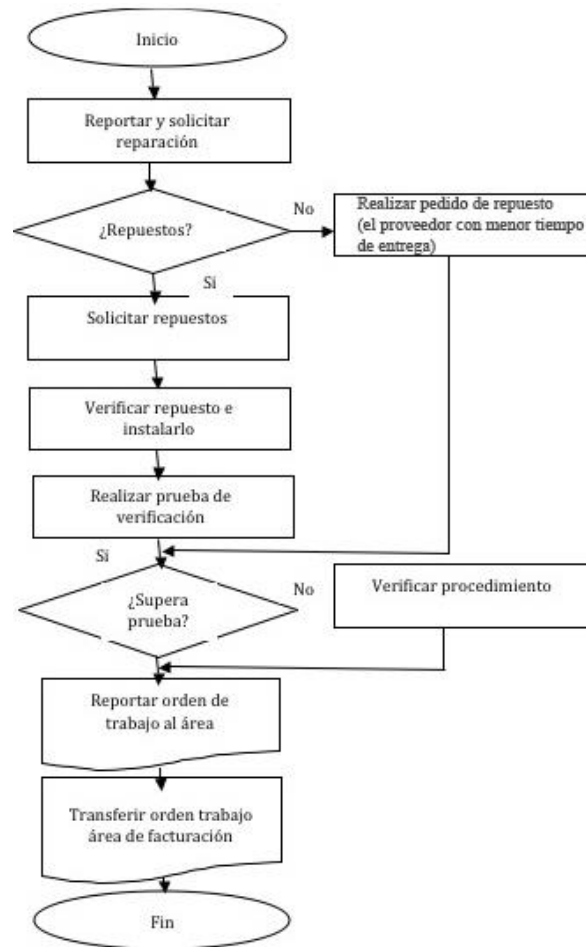 Inicio
Reportar y solicitar
reparación
¿Repuestos?
No
Realizar pedido de repuesto
(el proveedor con menor tiempo
de entrega)
Si
Solicitar repuestos
Verificar repuesto e
instalarlo
Realizar prueba de
verificación
Si
¿Supera
prueba?
No
Verificar procedimiento
Reportar orden de
trabajo al área
Transferir orden trabajo
área de facturación
Fin